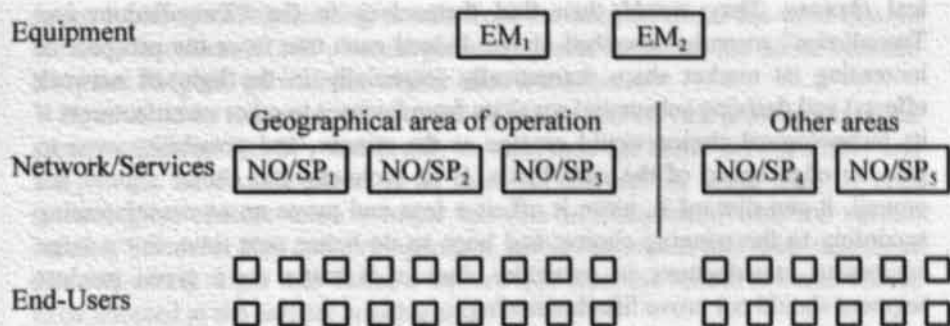 Equipment
EM₁ EM₂
Geographical area of operation Other areas
Network/Services NO/SP₁ NO/SP₂ NO/SP₃ NO/SP₄ NO/SP₅
End-Users